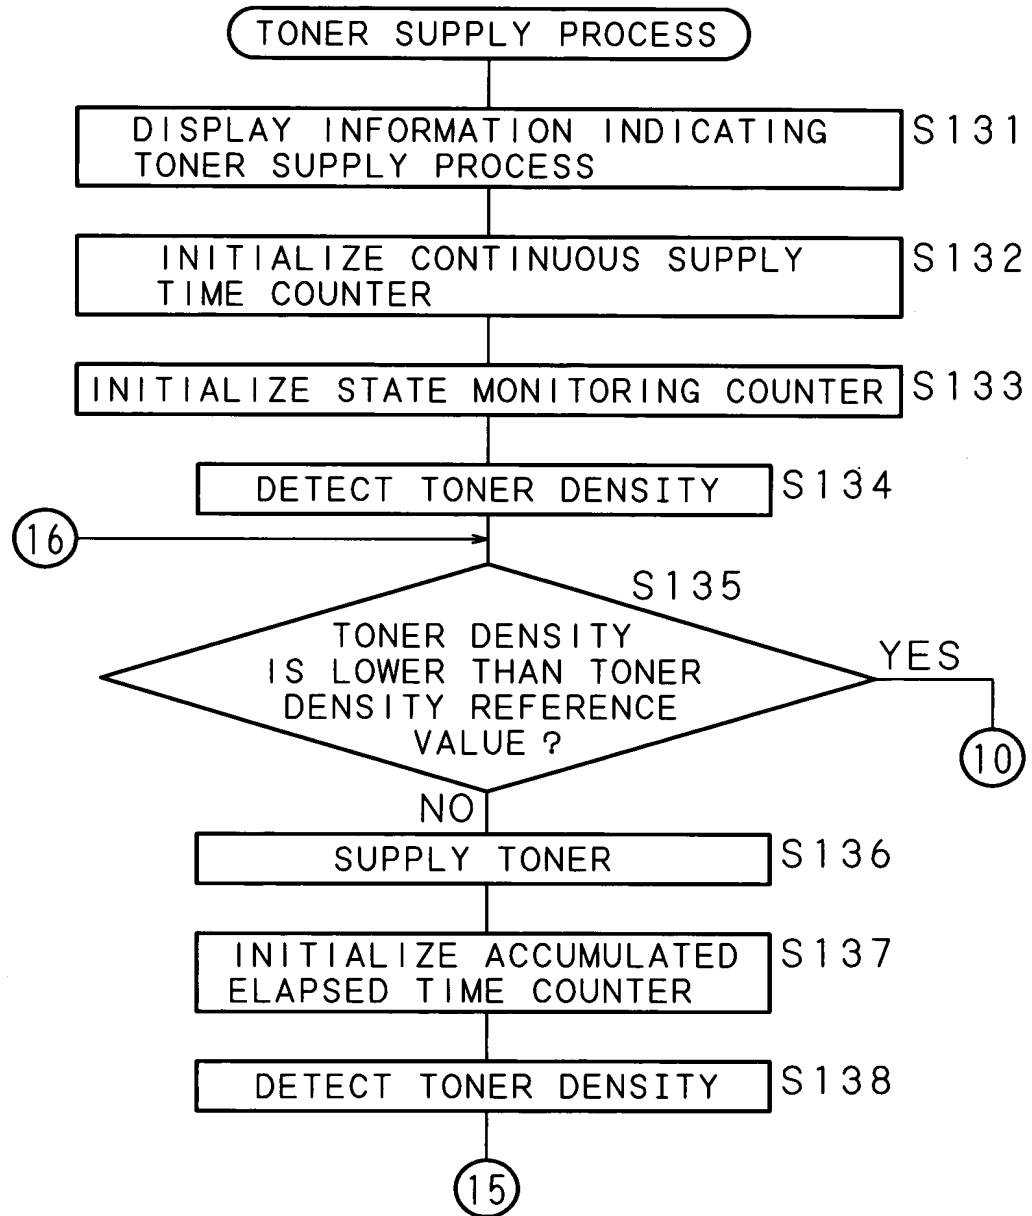 TONER SUPPLY PROCESS
DISPLAY INFORMATION INDICATING
TONER SUPPLY PROCESS
S131
INITIALIZE CONTINUOUS SUPPLY
TIME COUNTER
S132
INITIALIZE STATE MONITORING COUNTER
S133
DETECT TONER DENSITY
S134
16
S135
TONER DENSITY
IS LOWER THAN TONER
DENSITY REFERENCE
VALUE ?
YES
10
NO
SUPPLY TONER
S136
INITIALIZE ACCUMULATED
ELAPSED TIME COUNTER
S137
DETECT TONER DENSITY
S138
15